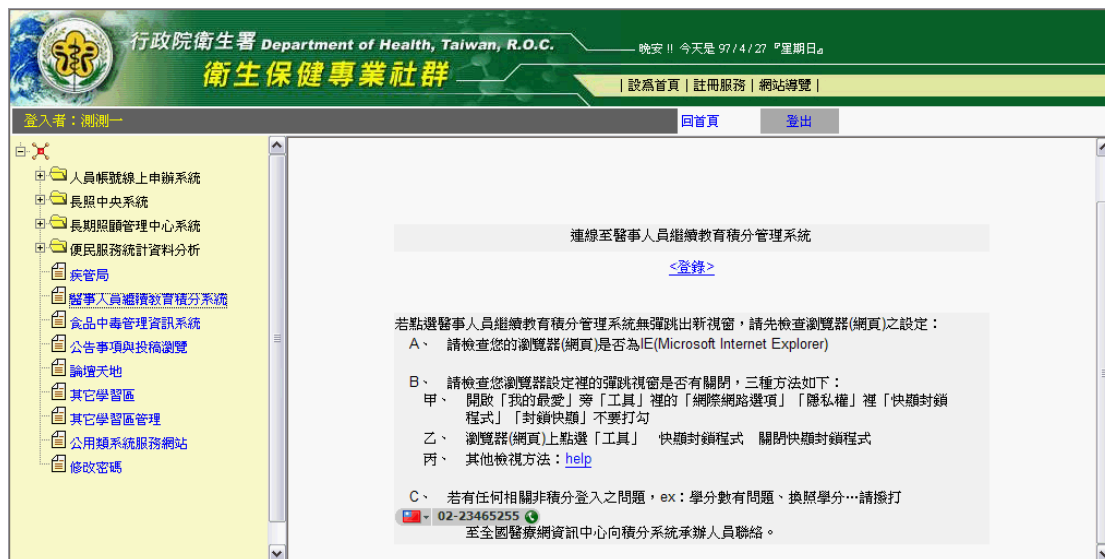 行政院衛生署 Department of Health, Taiwan, R.O.C.
衛生保健專業社群
晚安 !! 今天是 97/4/27 『星期日』
| 設爲首頁 | 註冊服務 | 網站導覽 |
登入者：測測一
回首頁
登出
人員帳號線上申辦系統
長照中央系統
長期照顧管理中心系統
便民服務統計資料分析
疾管局
醫事人員繼續教育積分系統
食品中毒管理資訊系統
公告事項與投稿瀏覽
論壇天地
其它學習區
其它學習區管理
公用類系統服務網站
修改密碼
連線至醫事人員繼續教育積分管理系統
<登錄>
若點選醫事人員繼續教育積分管理系統無彈跳出新視窗，請先檢查瀏覽器(網頁)之設定：
A、 請檢查您的瀏覽器(網頁)是否為IE(Microsoft Internet Explorer)
B、 請檢查您瀏覽器設定裡的彈跳視窗是否有關閉，三種方法如下：
甲、 開啟「我的最愛」旁「工具」裡的「網際網路選項」「隱私權」裡「快顯封鎖
程式」「封鎖快顯」不要打勾
乙、 瀏覽器(網頁)上點選「工具」 快顯封鎖程式 關閉快顯封鎖程式
丙、 其他檢視方法：help
C、 若有任何相關非積分登入之問題，ex：學分數有問題、換照學分…請撥打
02-23465255
至全國醫療網資訊中心向積分系統承辦人員聯絡。